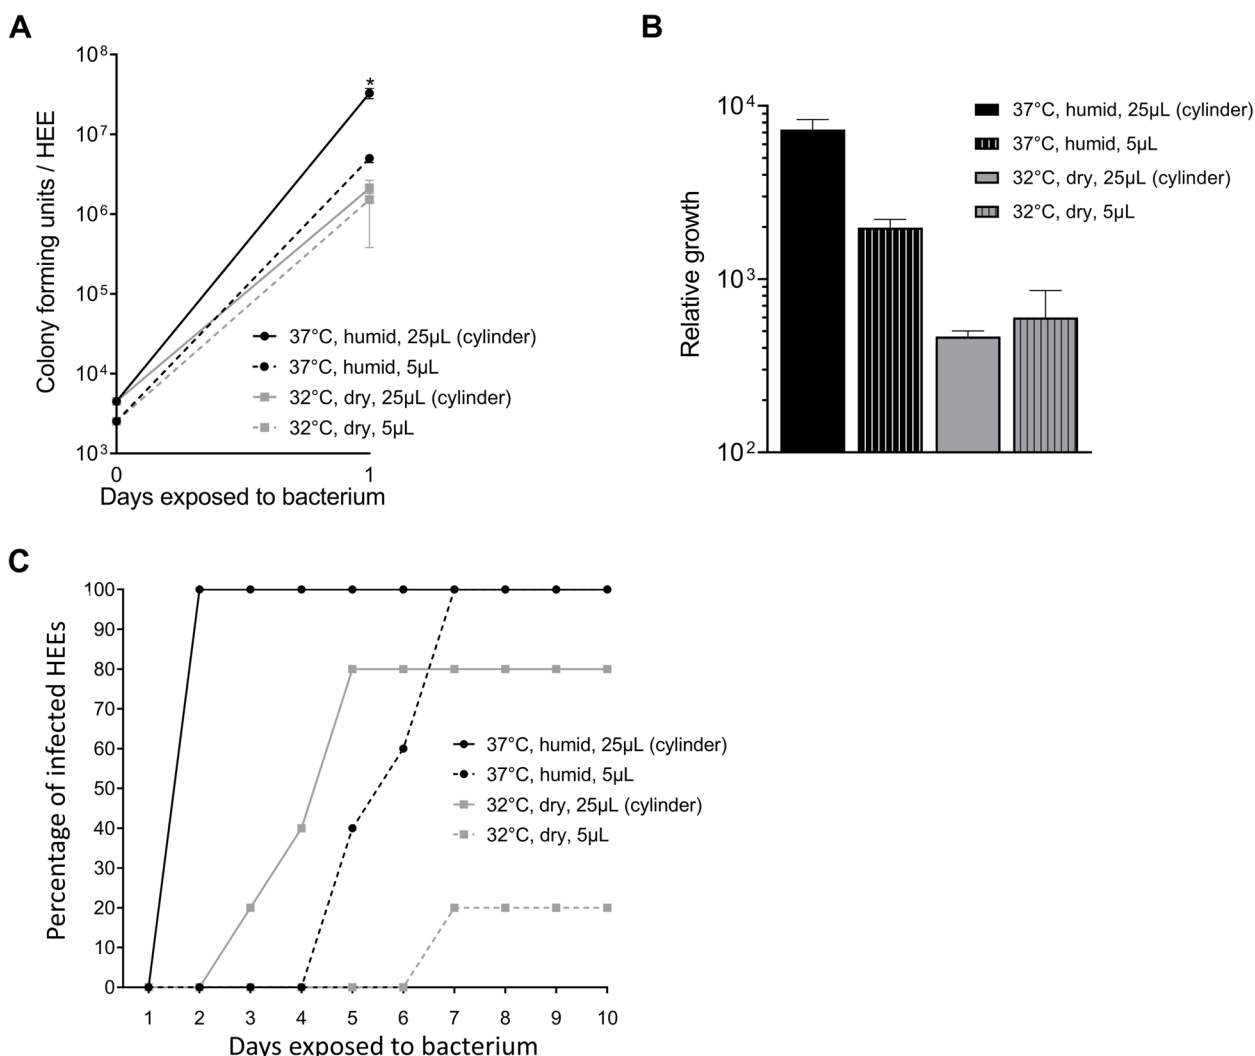 A
10⁸
10⁷
10⁶
10⁵
10⁴
10³
Colony forming units / HEE
*
37°C, humid, 25µL (cylinder)
37°C, humid, 5µL
32°C, dry, 25µL (cylinder)
32°C, dry, 5µL
0 1
Days exposed to bacterium
B
10⁴
10³
10²
Relative growth
37°C, humid, 25µL (cylinder)
37°C, humid, 5µL
32°C, dry, 25µL (cylinder)
32°C, dry, 5µL
C
100
90
80
70
60
50
40
30
20
10
0
Percentage of infected HEEs
37°C, humid, 25µL (cylinder)
37°C, humid, 5µL
32°C, dry, 25µL (cylinder)
32°C, dry, 5µL
1 2 3 4 5 6 7 8 9 10
Days exposed to bacterium